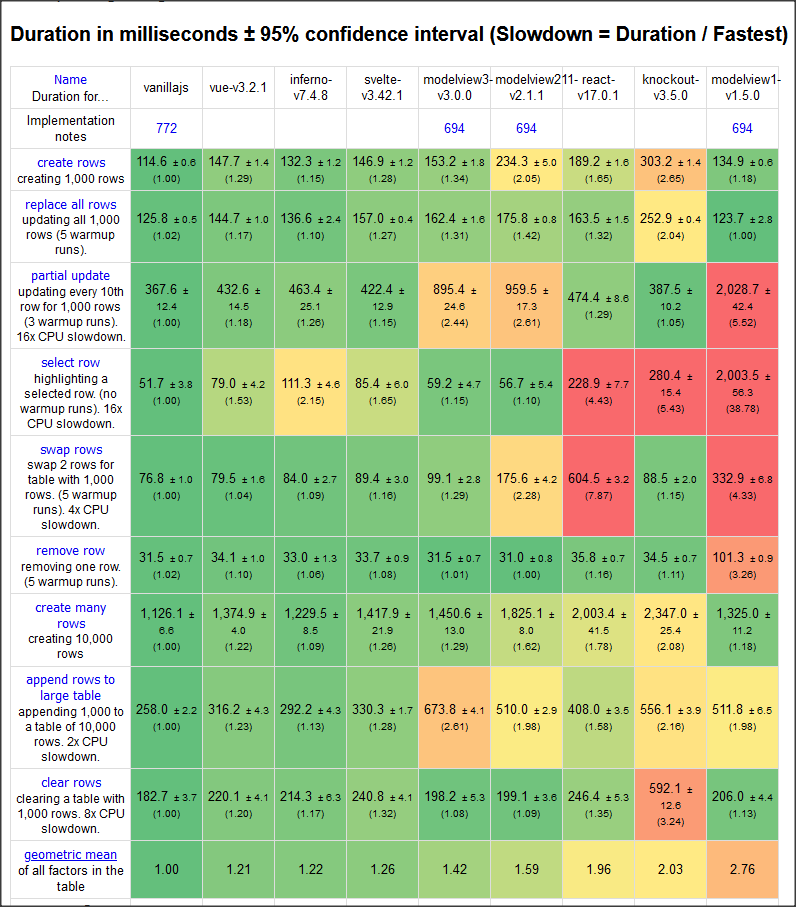 Duration in milliseconds ± 95% confidence interval (Slowdown = Duration / Fastest)
Name
Duration for... vanillajs vue-v3.2.1 inferno-v7.4.8 svelte-v3.42.1 modelview3-v3.0.0 modelview211-v2.1.1 react-v17.0.1 knockout-v3.5.0 modelview1-v1.5.0
Implementation
notes 772 694 694 694
create rows
creating 1,000 rows
114.6 ± 0.6 147.7 ± 1.4 132.3 ± 1.2 146.9 ± 1.2 153.2 ± 1.8 234.3 ± 5.0 189.2 ± 1.6 303.2 ± 1.4 134.9 ± 0.6
(1.00) (1.29) (1.15) (1.28) (1.34) (2.05) (1.65) (2.65) (1.18)
replace all rows
updating all 1,000
rows (5 warmup
runs).
125.8 ± 0.5 144.7 ± 1.0 136.6 ± 2.4 157.0 ± 0.4 162.4 ± 1.6 175.8 ± 0.8 163.5 ± 1.5 252.9 ± 0.4 123.7 ± 2.8
(1.02) (1.17) (1.10) (1.27) (1.31) (1.42) (1.32) (2.04) (1.00)
partial update
updating every 10th
row for 1,000 rows
(3 warmup runs).
16x CPU slowdown.
367.6 ± 12.4 432.6 ± 14.5 463.4 ± 25.1 422.4 ± 12.9 895.4 ± 24.6 959.5 ± 17.3 474.4 ± 8.6 387.5 ± 10.2 2,028.7 ± 42.4
(1.00) (1.18) (1.26) (1.15) (2.44) (2.61) (1.29) (1.05) (5.52)
select row
highlighting a
selected row. (no
warmup runs). 16x
CPU slowdown.
51.7 ± 3.8 79.0 ± 4.2 111.3 ± 4.6 85.4 ± 6.0 59.2 ± 4.7 56.7 ± 5.4 228.9 ± 7.7 280.4 ± 15.4 2,003.5 ± 56.3
(1.00) (1.53) (2.15) (1.65) (1.15) (1.10) (4.43) (5.43) (38.78)
swap rows
swap 2 rows for
table with 1,000
rows. (5 warmup
runs). 4x CPU
slowdown.
76.8 ± 1.0 79.5 ± 1.6 84.0 ± 2.7 89.4 ± 3.0 99.1 ± 2.8 175.6 ± 4.2 604.5 ± 3.2 88.5 ± 2.0 332.9 ± 6.8
(1.00) (1.04) (1.09) (1.16) (1.29) (2.28) (7.87) (1.15) (4.33)
remove row
removing one row.
(5 warmup runs).
31.5 ± 0.7 34.1 ± 1.0 33.0 ± 1.3 33.7 ± 0.9 31.5 ± 0.7 31.0 ± 0.8 35.8 ± 0.7 34.5 ± 0.7 101.3 ± 0.9
(1.02) (1.10) (1.06) (1.08) (1.01) (1.00) (1.16) (1.11) (3.26)
create many
rows
creating 10,000
rows
1,126.1 ± 6.6 1,374.9 ± 4.0 1,229.5 ± 8.5 1,417.9 ± 21.9 1,450.6 ± 13.0 1,825.1 ± 8.0 2,003.4 ± 41.5 2,347.0 ± 25.4 1,325.0 ± 11.2
(1.00) (1.22) (1.09) (1.26) (1.29) (1.62) (1.78) (2.08) (1.18)
append rows to
large table
appending 1,000 to
a table of 10,000
rows. 2x CPU
slowdown.
258.0 ± 2.2 316.2 ± 4.3 292.2 ± 4.3 330.3 ± 1.7 673.8 ± 4.1 510.0 ± 2.9 408.0 ± 3.5 556.1 ± 3.9 511.8 ± 6.5
(1.00) (1.23) (1.13) (1.28) (2.61) (1.98) (1.58) (2.16) (1.98)
clear rows
clearing a table with
1,000 rows. 8x CPU
slowdown.
182.7 ± 3.7 220.1 ± 4.1 214.3 ± 6.3 240.8 ± 4.1 198.2 ± 5.3 199.1 ± 3.6 246.4 ± 5.3 592.1 ± 12.6 206.0 ± 4.4
(1.00) (1.20) (1.17) (1.32) (1.08) (1.09) (1.35) (3.24) (1.13)
geometric mean
of all factors in the
table
1.00 1.21 1.22 1.26 1.42 1.59 1.96 2.03 2.76